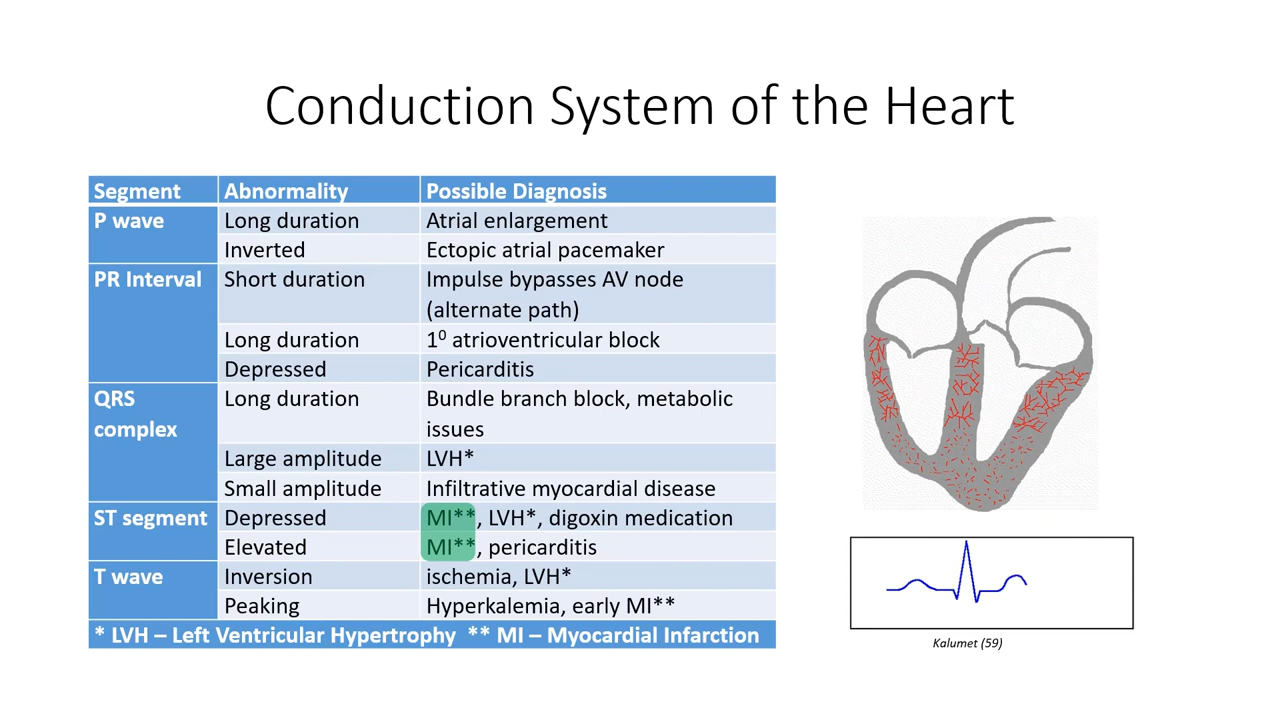 Conduction System of the Heart
Segment Abnormality Possible Diagnosis
P wave Long duration Atrial enlargement
Inverted Ectopic atrial pacemaker
PR Interval Short duration Impulse bypasses AV node
(alternate path)
Long duration 1⁰ atrioventricular block
Depressed Pericarditis
QRS Long duration Bundle branch block, metabolic
complex issues
Large amplitude LVH*
Small amplitude Infiltrative myocardial disease
ST segment Depressed MI**, LVH*, digoxin medication
Elevated MI**, pericarditis
T wave Inversion ischemia, LVH*
Peaking Hyperkalemia, early MI**
* LVH – Left Ventricular Hypertrophy ** MI – Myocardial Infarction
Kalumet (59)